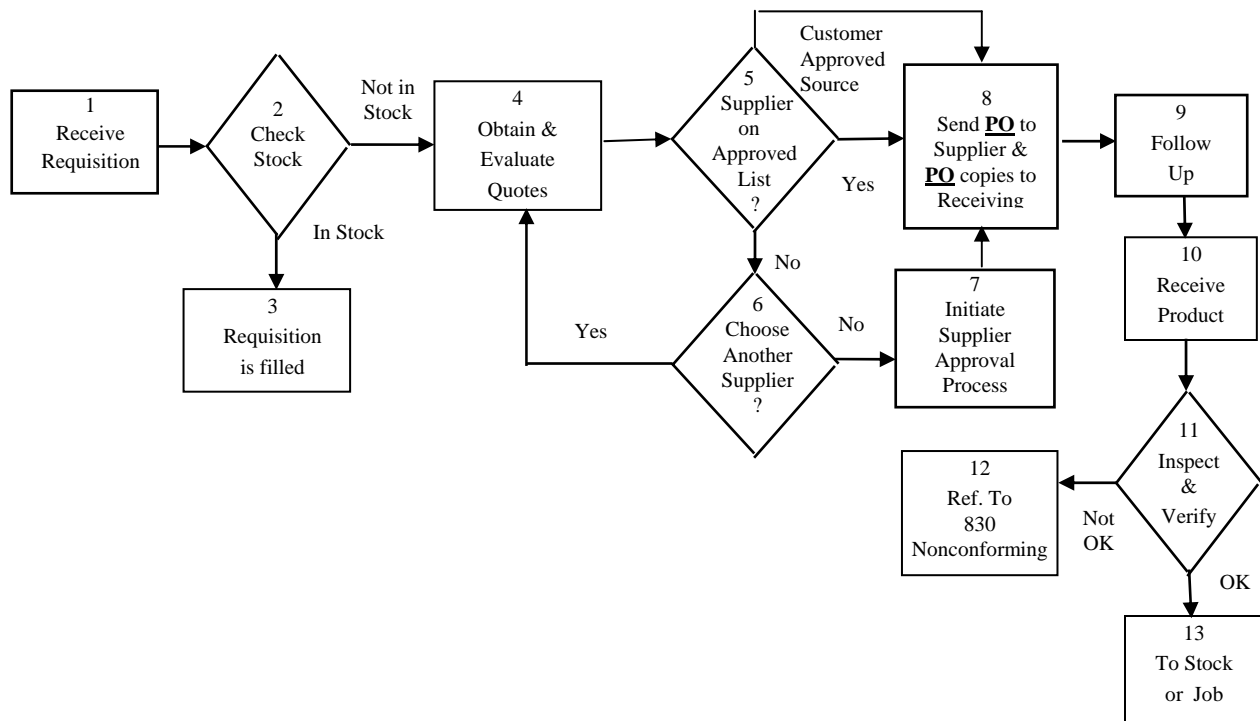 1
Receive
Requisition
2
Check
Stock
Not in
Stock
In Stock
3
Requisition
is filled
4
Obtain &
Evaluate
Quotes
5
Supplier
on
Approved
List
?
Customer
Approved
Source
Yes
No
6
Choose
Another
Supplier
?
Yes
No
7
Initiate
Supplier
Approval
Process
8
Send PO to
Supplier &
PO copies to
Receiving
9
Follow
Up
10
Receive
Product
11
Inspect
&
Verify
Not
OK
12
Ref. To
830
Nonconforming
OK
13
To Stock
or Job